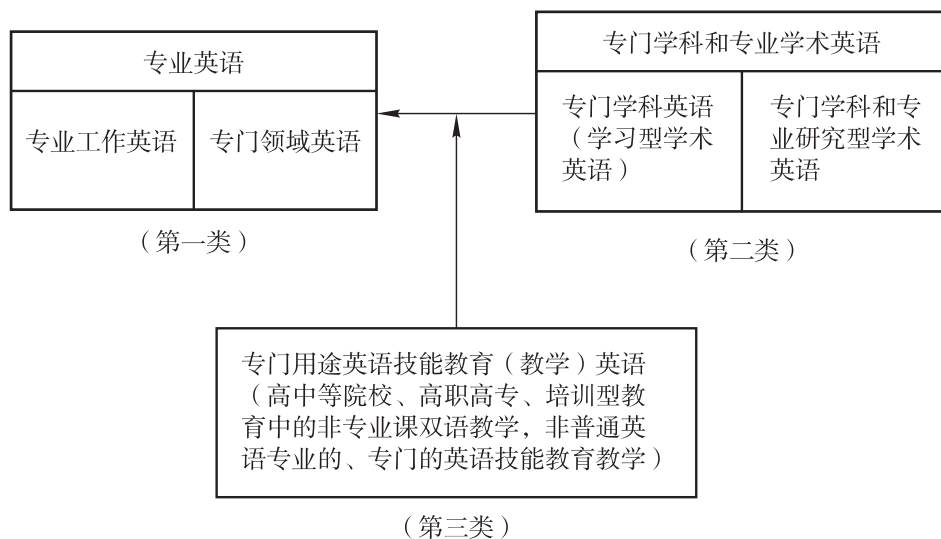 专业英语
专业工作英语
专门领域英语
(第一类)
专门学科和专业学术英语
专门学科英语
(学习型学术
英语)
专门学科和专
业研究型学术
英语
(第二类)
专门用途英语技能教育(教学)英语
(高中等院校、高职高专、培训型教
育中的非专业课双语教学,非普通英
语专业的、专门的英语技能教育教学)
(第三类)